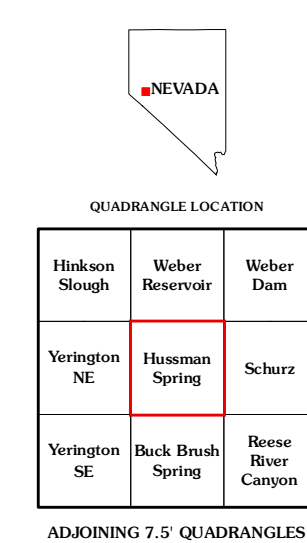 NEVADA
QUADRANGLE LOCATION
Hinkson
Slough
Weber
Reservoir
Weber
Dam
Yerington
NE
Hussman
Spring
Schurz
Yerington
SE
Buck Brush
Spring
Reese
River
Canyon
ADJOINING 7.5' QUADRANGLES